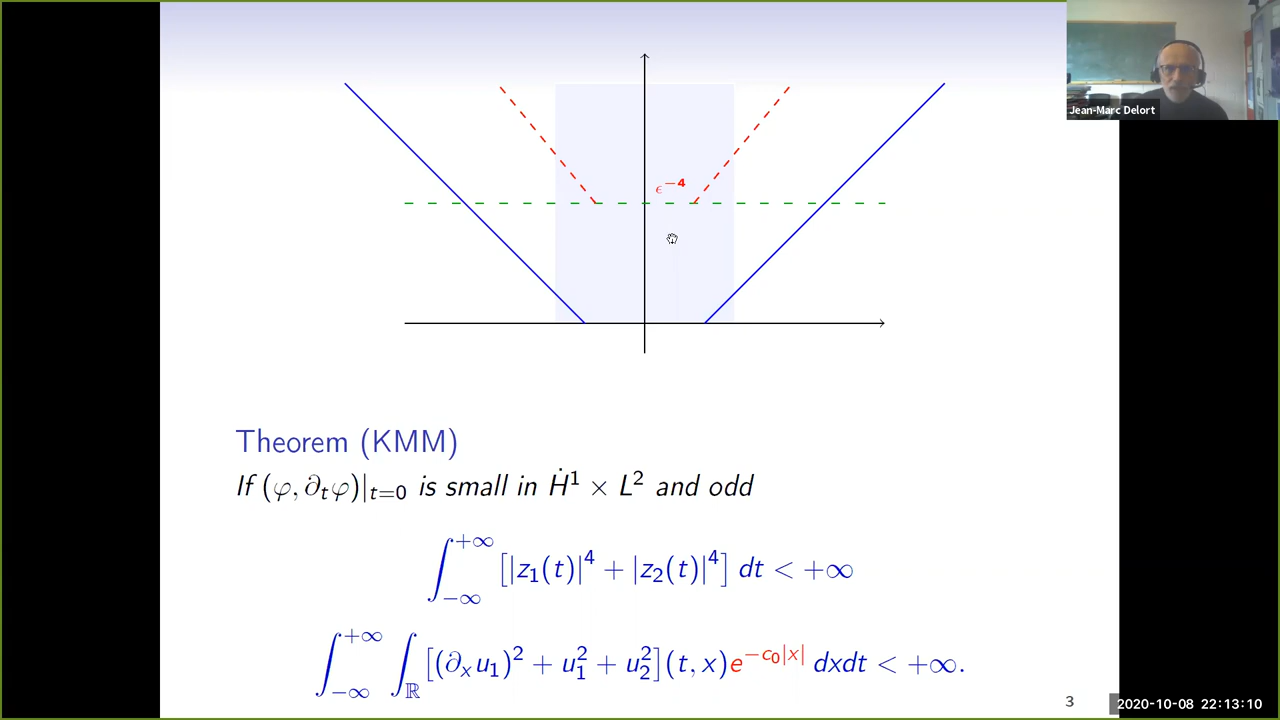 Jean-Marc Delort
ϵ⁻⁴
Theorem (KMM)
If (φ, ∂ₜφ)|ₜ₌₀ is small in Ḣ¹ × L² and odd
∫_{−∞}^{+∞} [|z₁(t)|⁴ + |z₂(t)|⁴] dt < +∞
∫_{−∞}^{+∞} ∫_ℝ [(∂ₓu₁)² + u₁² + u₂²](t, x)e^{−c₀|x|} dxdt < +∞.
3
2020-10-08 22:13:10